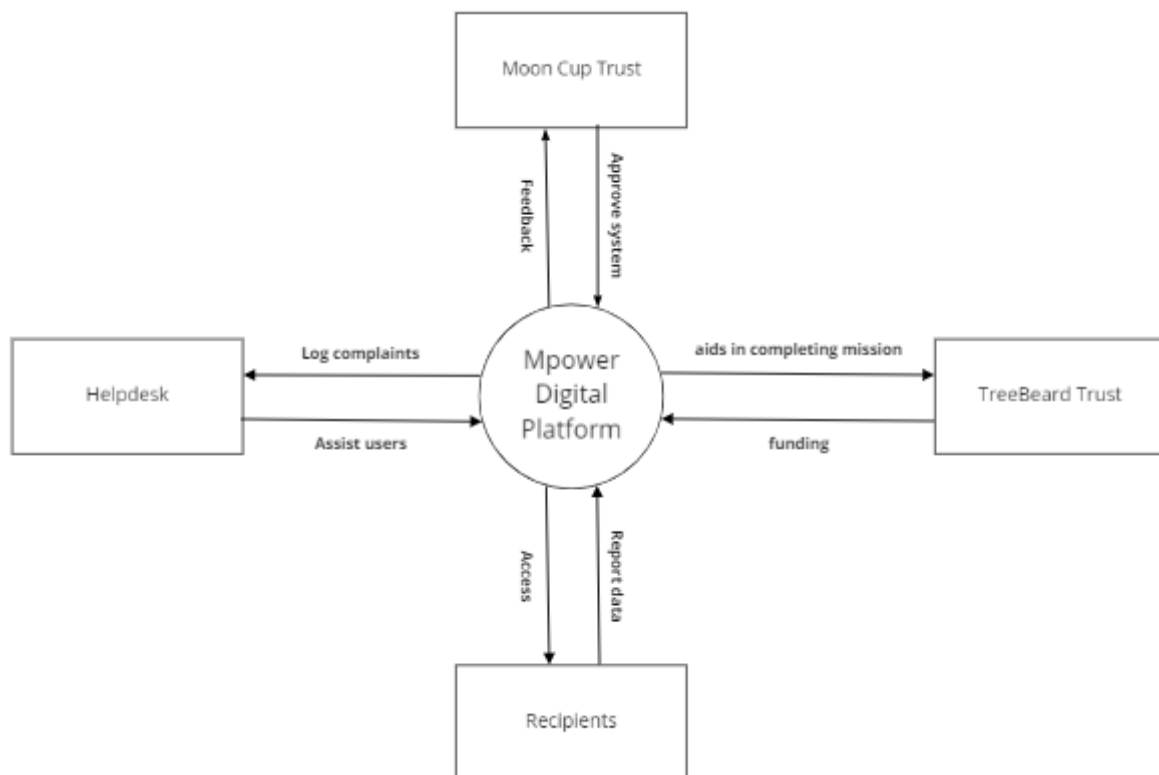 Moon Cup Trust
Feedback
Approve system
Log complaints
Helpdesk
Assist users
Mpower
Digital
Platform
aids in completing mission
TreeBeard Trust
funding
Access
Report data
Recipients